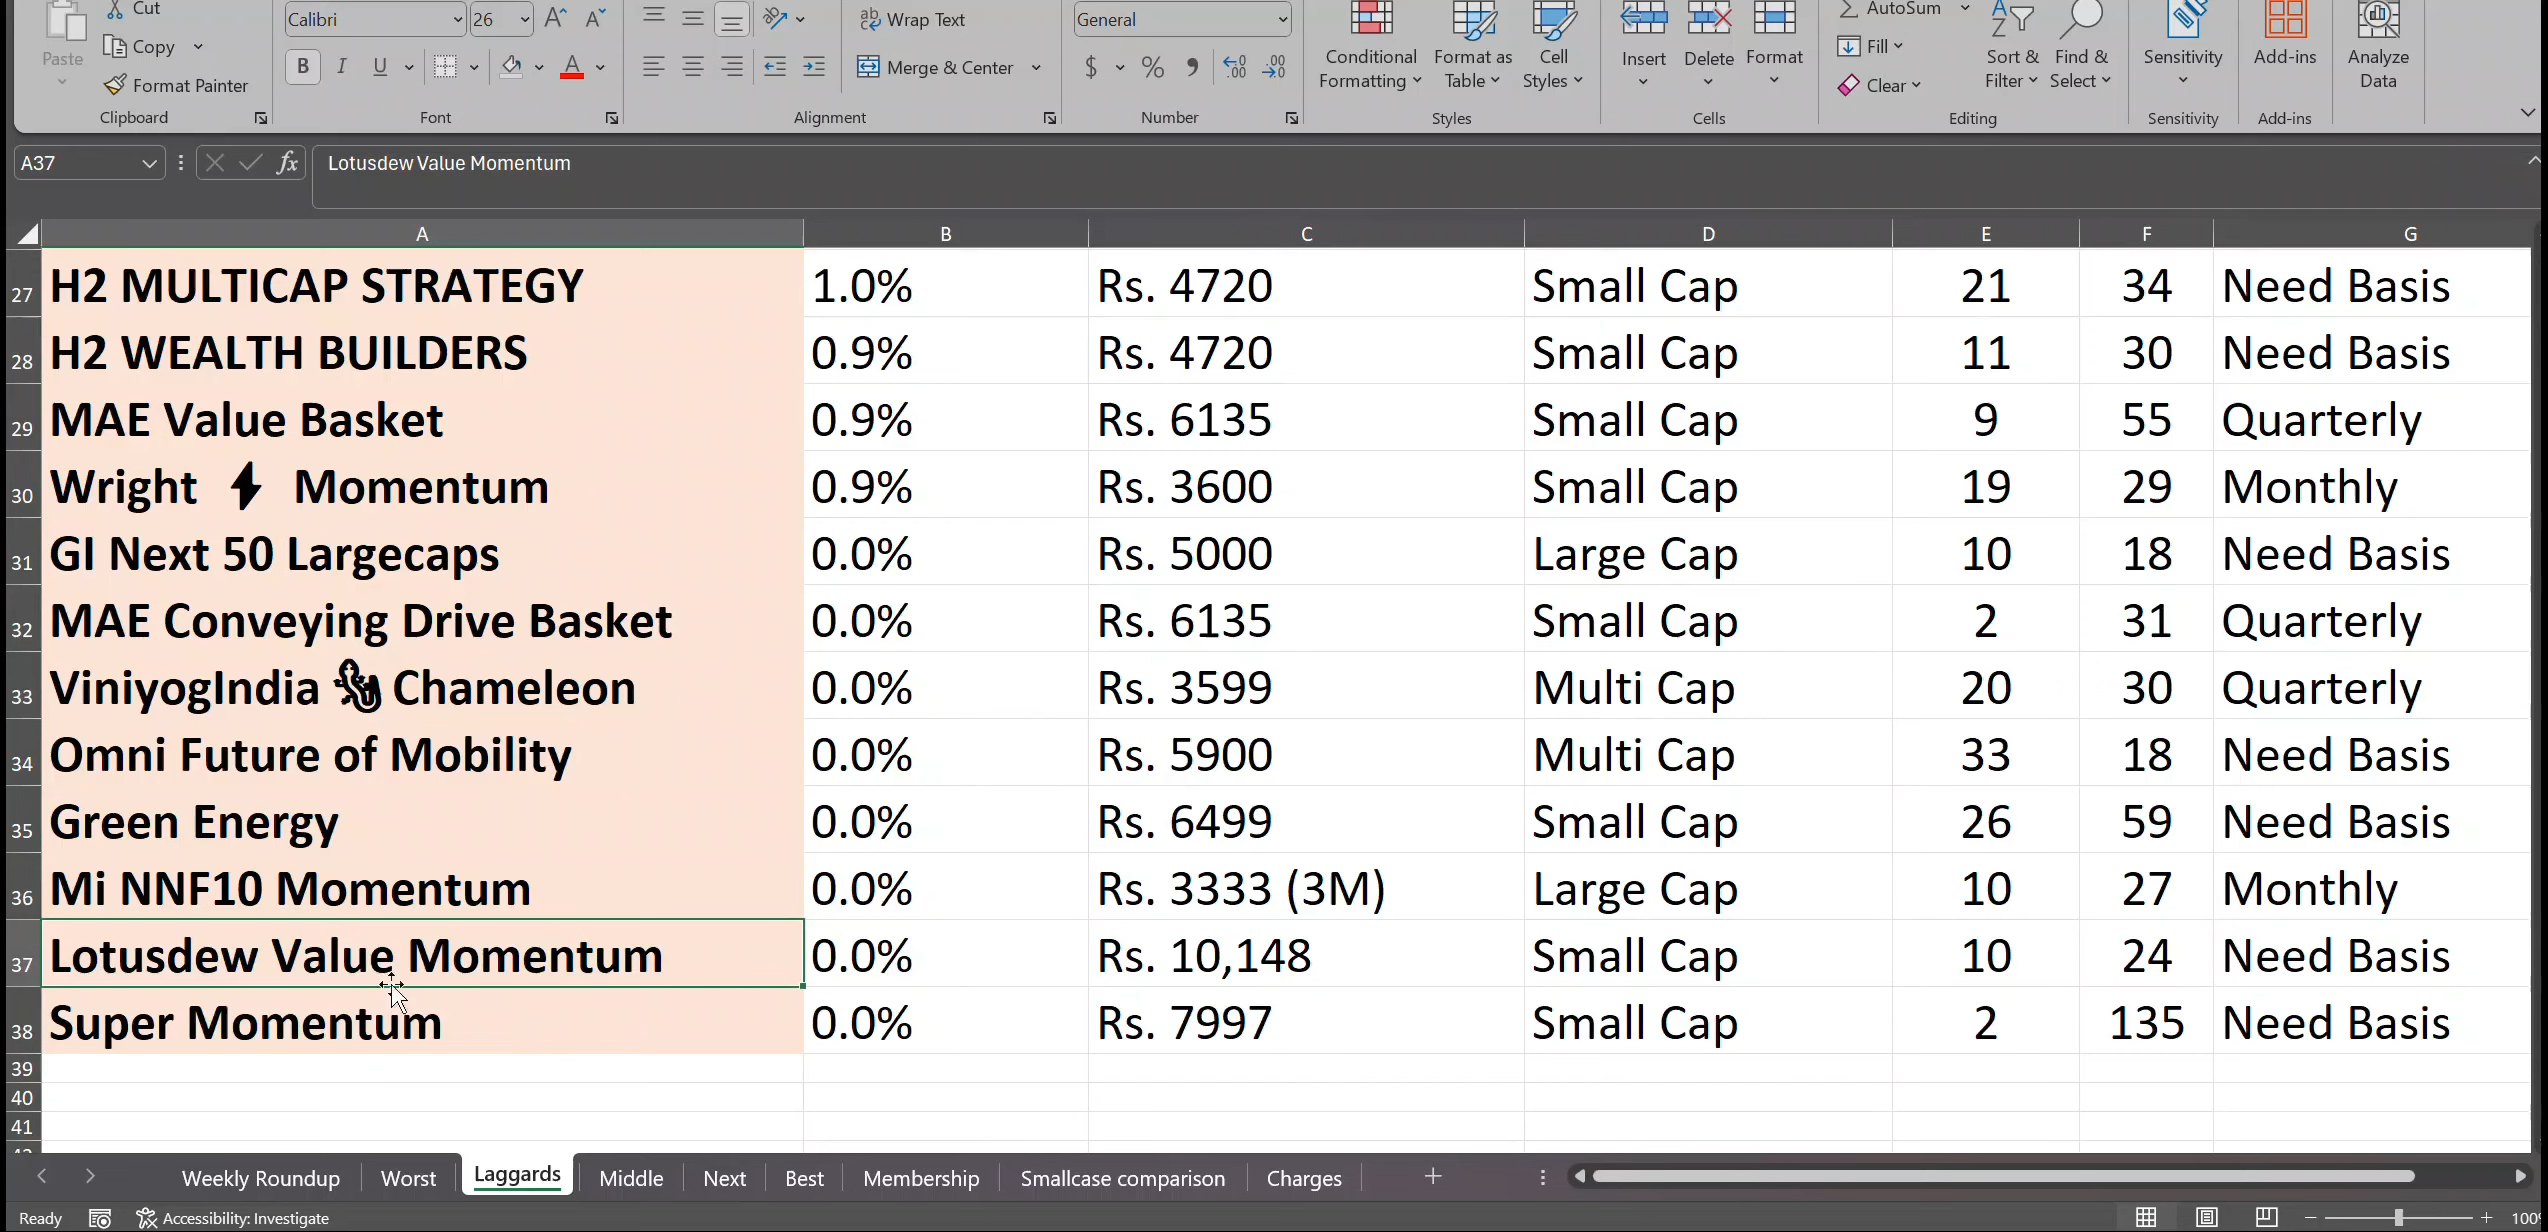 Cut
Calibri 26
Wrap Text
General
AutoSum
Paste
Copy
Format Painter
B I U
Merge & Center
$ % 9
Conditional Formatting
Format as Table
Cell Styles
Insert
Delete
Format
Fill
Clear
Sort & Filter
Find & Select
Sensitivity
Add-ins
Analyze Data
Clipboard Font Alignment Number Styles Cells Editing Sensitivity Add-ins
A37 fx Lotusdew Value Momentum
A B C D E F G
27 H2 MULTICAP STRATEGY 1.0% Rs. 4720 Small Cap 21 34 Need Basis
28 H2 WEALTH BUILDERS 0.9% Rs. 4720 Small Cap 11 30 Need Basis
29 MAE Value Basket 0.9% Rs. 6135 Small Cap 9 55 Quarterly
30 Wright ⚡ Momentum 0.9% Rs. 3600 Small Cap 19 29 Monthly
31 GI Next 50 Largecaps 0.0% Rs. 5000 Large Cap 10 18 Need Basis
32 MAE Conveying Drive Basket 0.0% Rs. 6135 Small Cap 2 31 Quarterly
33 ViniyogIndia 🦎 Chameleon 0.0% Rs. 3599 Multi Cap 20 30 Quarterly
34 Omni Future of Mobility 0.0% Rs. 5900 Multi Cap 33 18 Need Basis
35 Green Energy 0.0% Rs. 6499 Small Cap 26 59 Need Basis
36 Mi NNF10 Momentum 0.0% Rs. 3333 (3M) Large Cap 10 27 Monthly
37 Lotusdew Value Momentum 0.0% Rs. 10,148 Small Cap 10 24 Need Basis
38 Super Momentum 0.0% Rs. 7997 Small Cap 2 135 Need Basis
39
40
41
Weekly Roundup Worst Laggards Middle Next Best Membership Smallcase comparison Charges
Ready Accessibility: Investigate